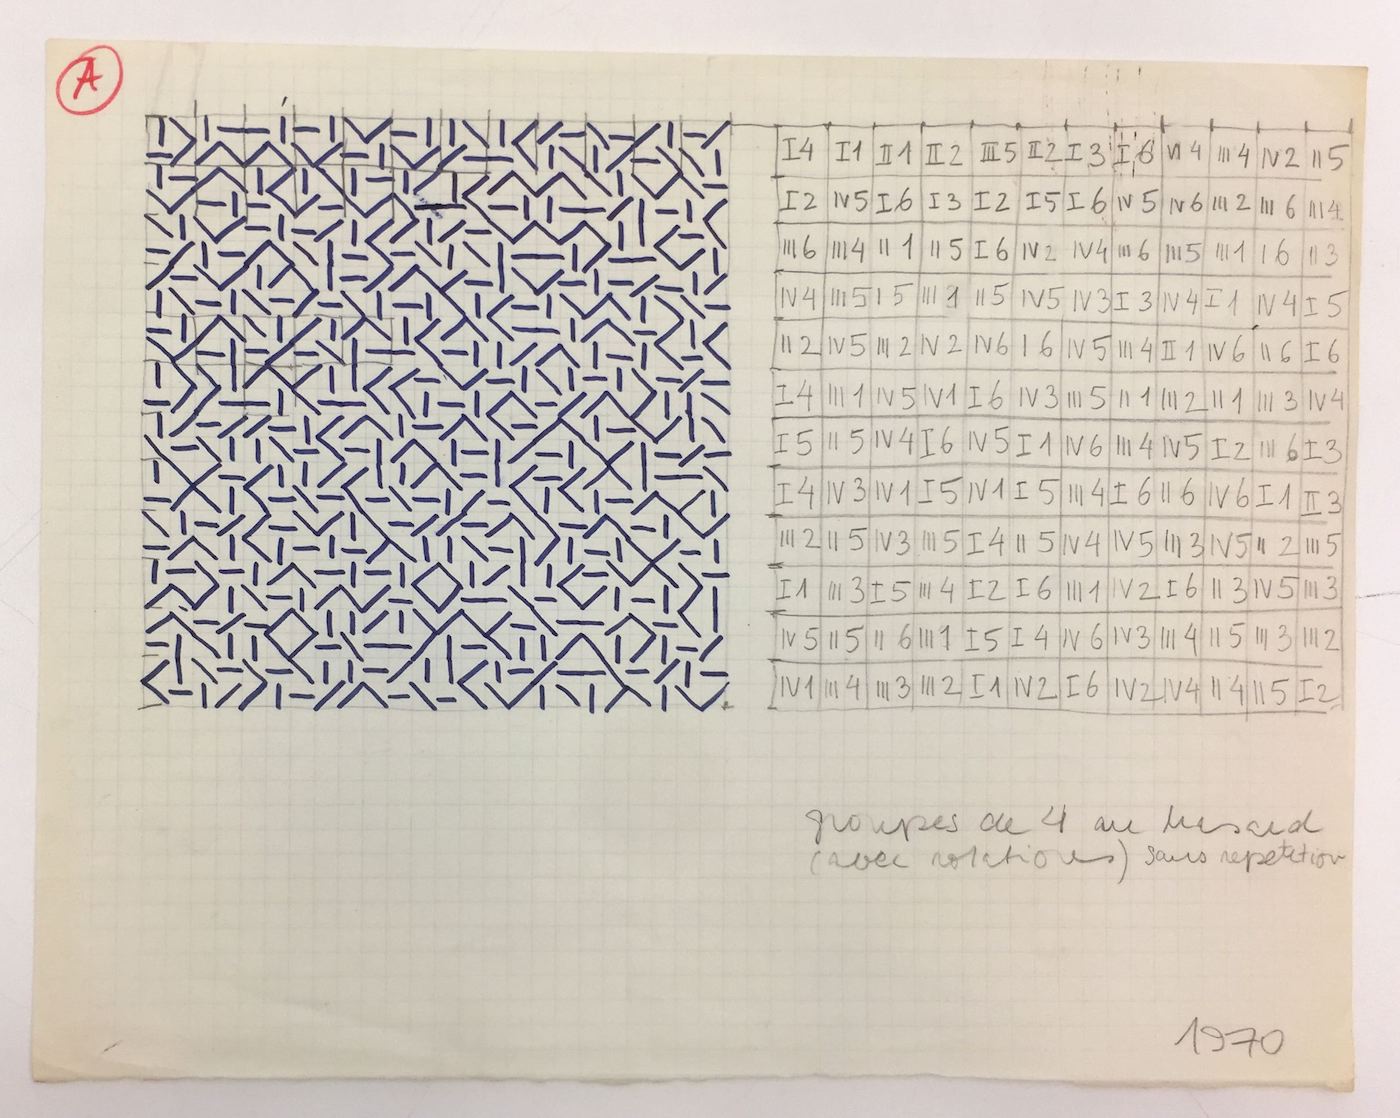 A
I4 I1 II1 II2 III5 II2 I3 I6 VI4 III4 IV2 II5
I2 IV5 I6 I3 I2 I5 I6 IV5 IV6 III2 III6 III4
III6 III4 II1 II5 I6 IV2 IV4 III6 III5 III1 I6 II3
IV4 III5 I5 III1 II5 IV5 IV3 I3 IV4 I1 IV4 I5
II2 IV5 III2 IV2 IV6 I6 IV5 III4 II1 IV6 II6 I6
I4 III1 IV5 IV1 I6 IV3 III5 II1 III2 II1 III3 IV4
I5 II5 IV4 I6 IV5 I1 IV6 III4 IV5 I2 III6 I3
I4 IV3 IV1 I5 IV1 I5 III4 I6 II6 IV6 I1 II3
III2 II5 IV3 III5 I4 II5 IV4 IV5 III3 IV5 II2 III5
I1 III3 I5 III4 I2 I6 III1 IV2 I6 II3 IV5 III3
IV5 II5 II6 III1 I5 I4 IV6 IV3 III4 II5 III3 III2
IV1 III4 III3 III2 I1 IV2 I6 IV2 IV4 II4 II5 I2
groupes de 4 au hasard
(avec rotations) sans repetition
1970